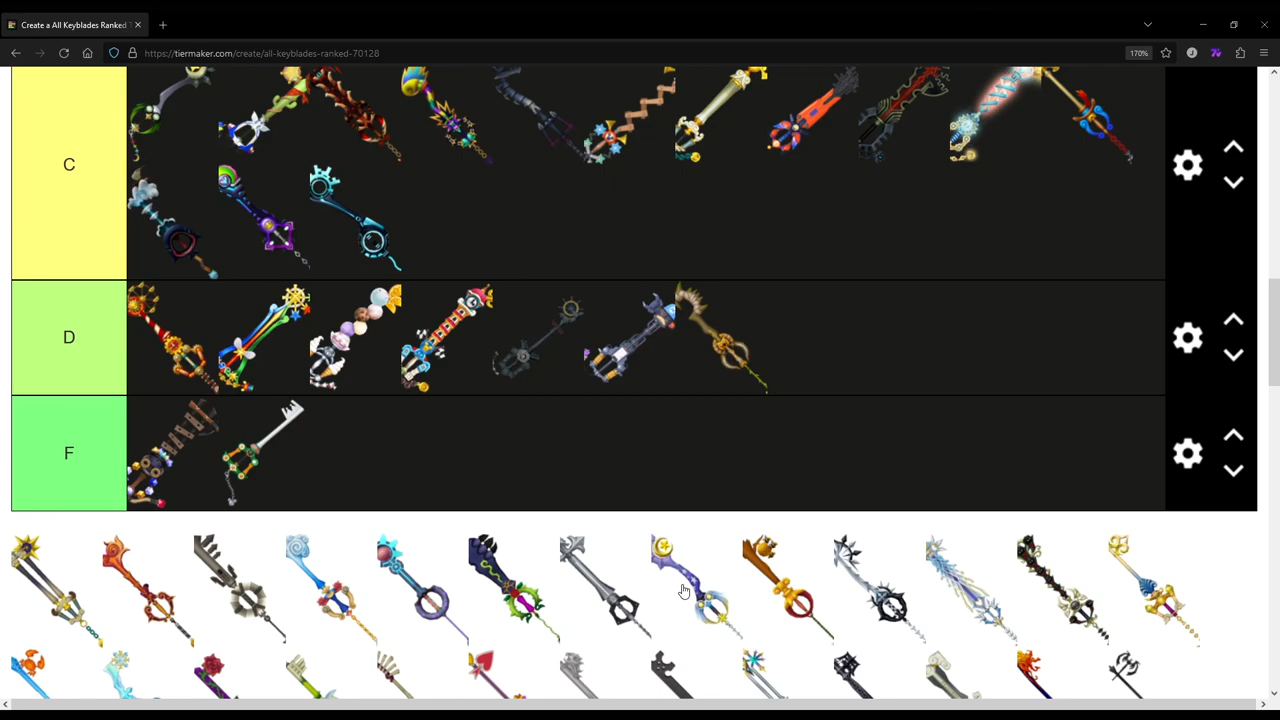 Create a All Keyblades Ranked T
https://tiermaker.com/create/all-keyblades-ranked-70128
170%
C
D
F